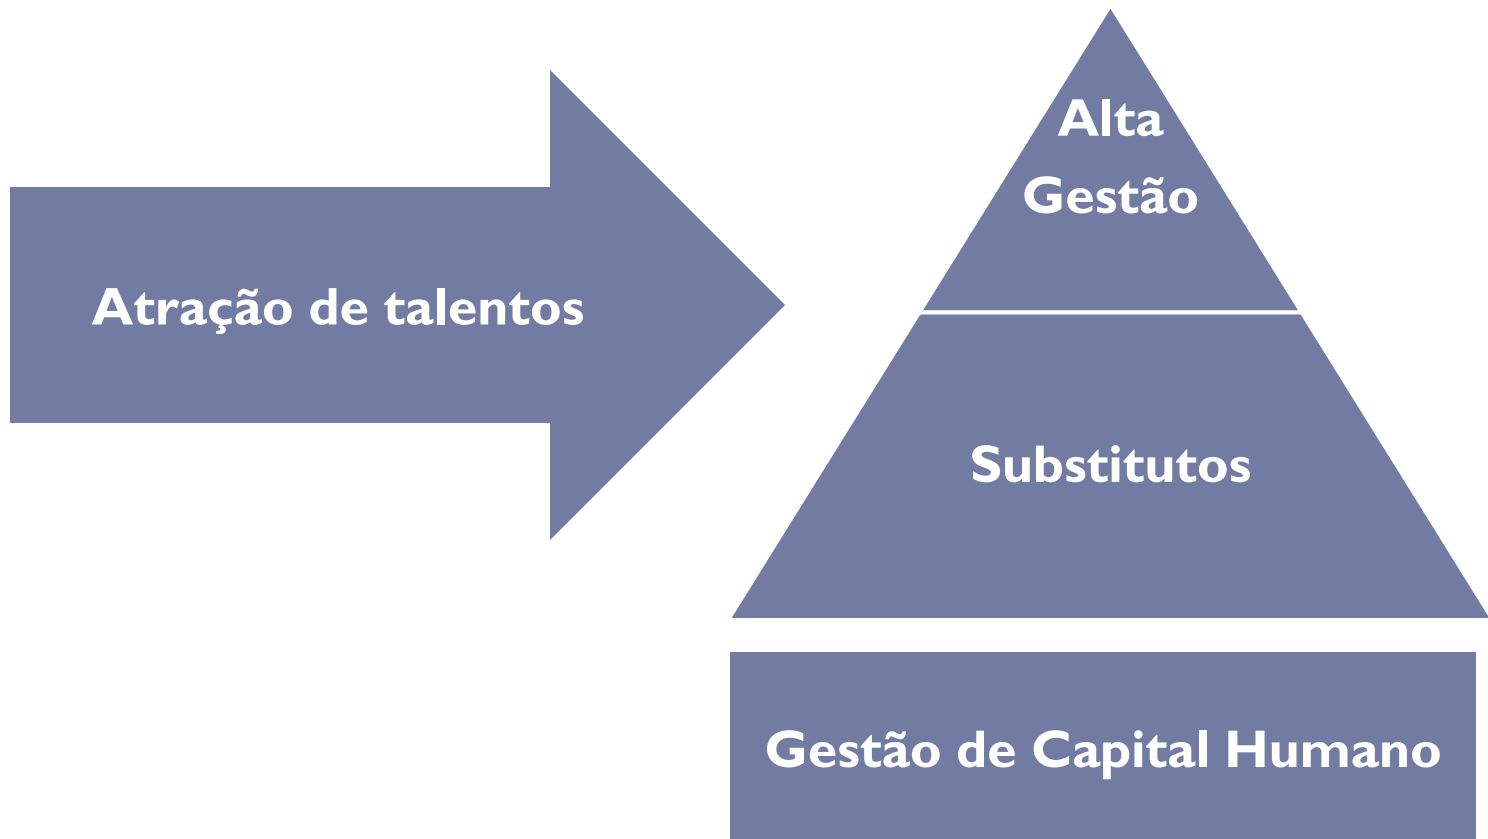 Alta
Gestão
Atração de talentos
Substitutos
Gestão de Capital Humano